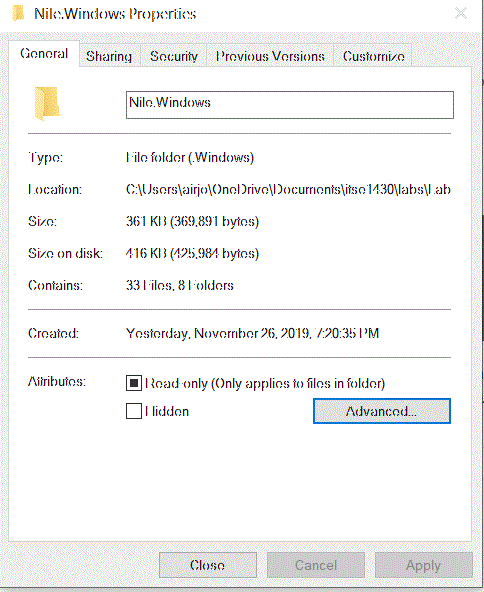 Nile.Windows Properties
General Sharing Security Previous Versions Customize
Nile.Windows
Type: File folder (.Windows)
Location: C:\Users\airjo\OneDrive\Documents\itse1430\labs\Lab
Size: 361 KB (369,891 bytes)
Size on disk: 416 KB (425,984 bytes)
Contains: 33 Files, 8 Folders
Created: Yesterday, November 26, 2019, 7:20:35 PM
Attributes: Read-only (Only applies to files in folder)
Hidden Advanced...
Close Cancel Apply